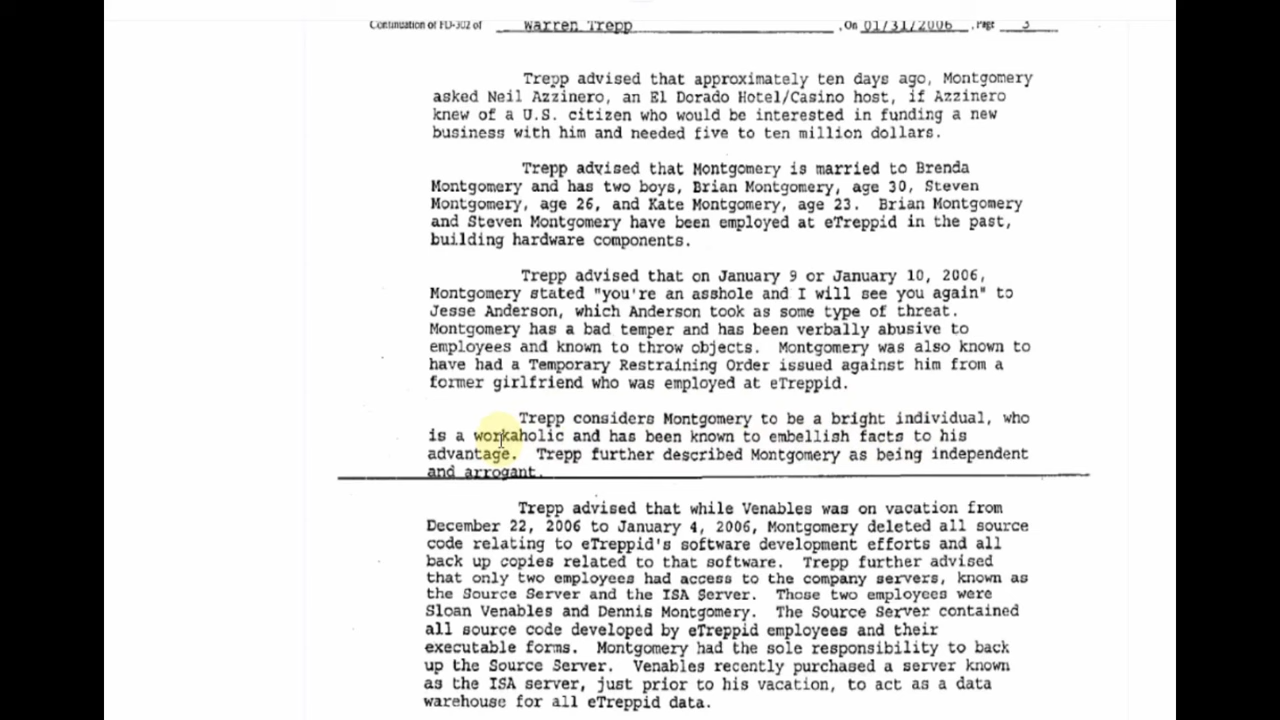 Continuation of FD-302 of Warren Trepp , On 01/31/2006 , Page 3
Trepp advised that approximately ten days ago, Montgomery
asked Neil Azzinero, an El Dorado Hotel/Casino host, if Azzinero
knew of a U.S. citizen who would be interested in funding a new
business with him and needed five to ten million dollars.
Trepp advised that Montgomery is married to Brenda
Montgomery and has two boys, Brian Montgomery, age 30, Steven
Montgomery, age 26, and Kate Montgomery, age 23. Brian Montgomery
and Steven Montgomery have been employed at eTreppid in the past,
building hardware components.
Trepp advised that on January 9 or January 10, 2006,
Montgomery stated "you're an asshole and I will see you again" to
Jesse Anderson, which Anderson took as some type of threat.
Montgomery has a bad temper and has been verbally abusive to
employees and known to throw objects. Montgomery was also known to
have had a Temporary Restraining Order issued against him from a
former girlfriend who was employed at eTreppid.
Trepp considers Montgomery to be a bright individual, who
is a workaholic and has been known to embellish facts to his
advantage. Trepp further described Montgomery as being independent
and arrogant.
Trepp advised that while Venables was on vacation from
December 22, 2006 to January 4, 2006, Montgomery deleted all source
code relating to eTreppid's software development efforts and all
back up copies related to that software. Trepp further advised
that only two employees had access to the company servers, known as
the Source Server and the ISA Server. Those two employees were
Sloan Venables and Dennis Montgomery. The Source Server contained
all source code developed by eTreppid employees and their
executable forms. Montgomery had the sole responsibility to back
up the Source Server. Venables recently purchased a server known
as the ISA server, just prior to his vacation, to act as a data
warehouse for all eTreppid data.